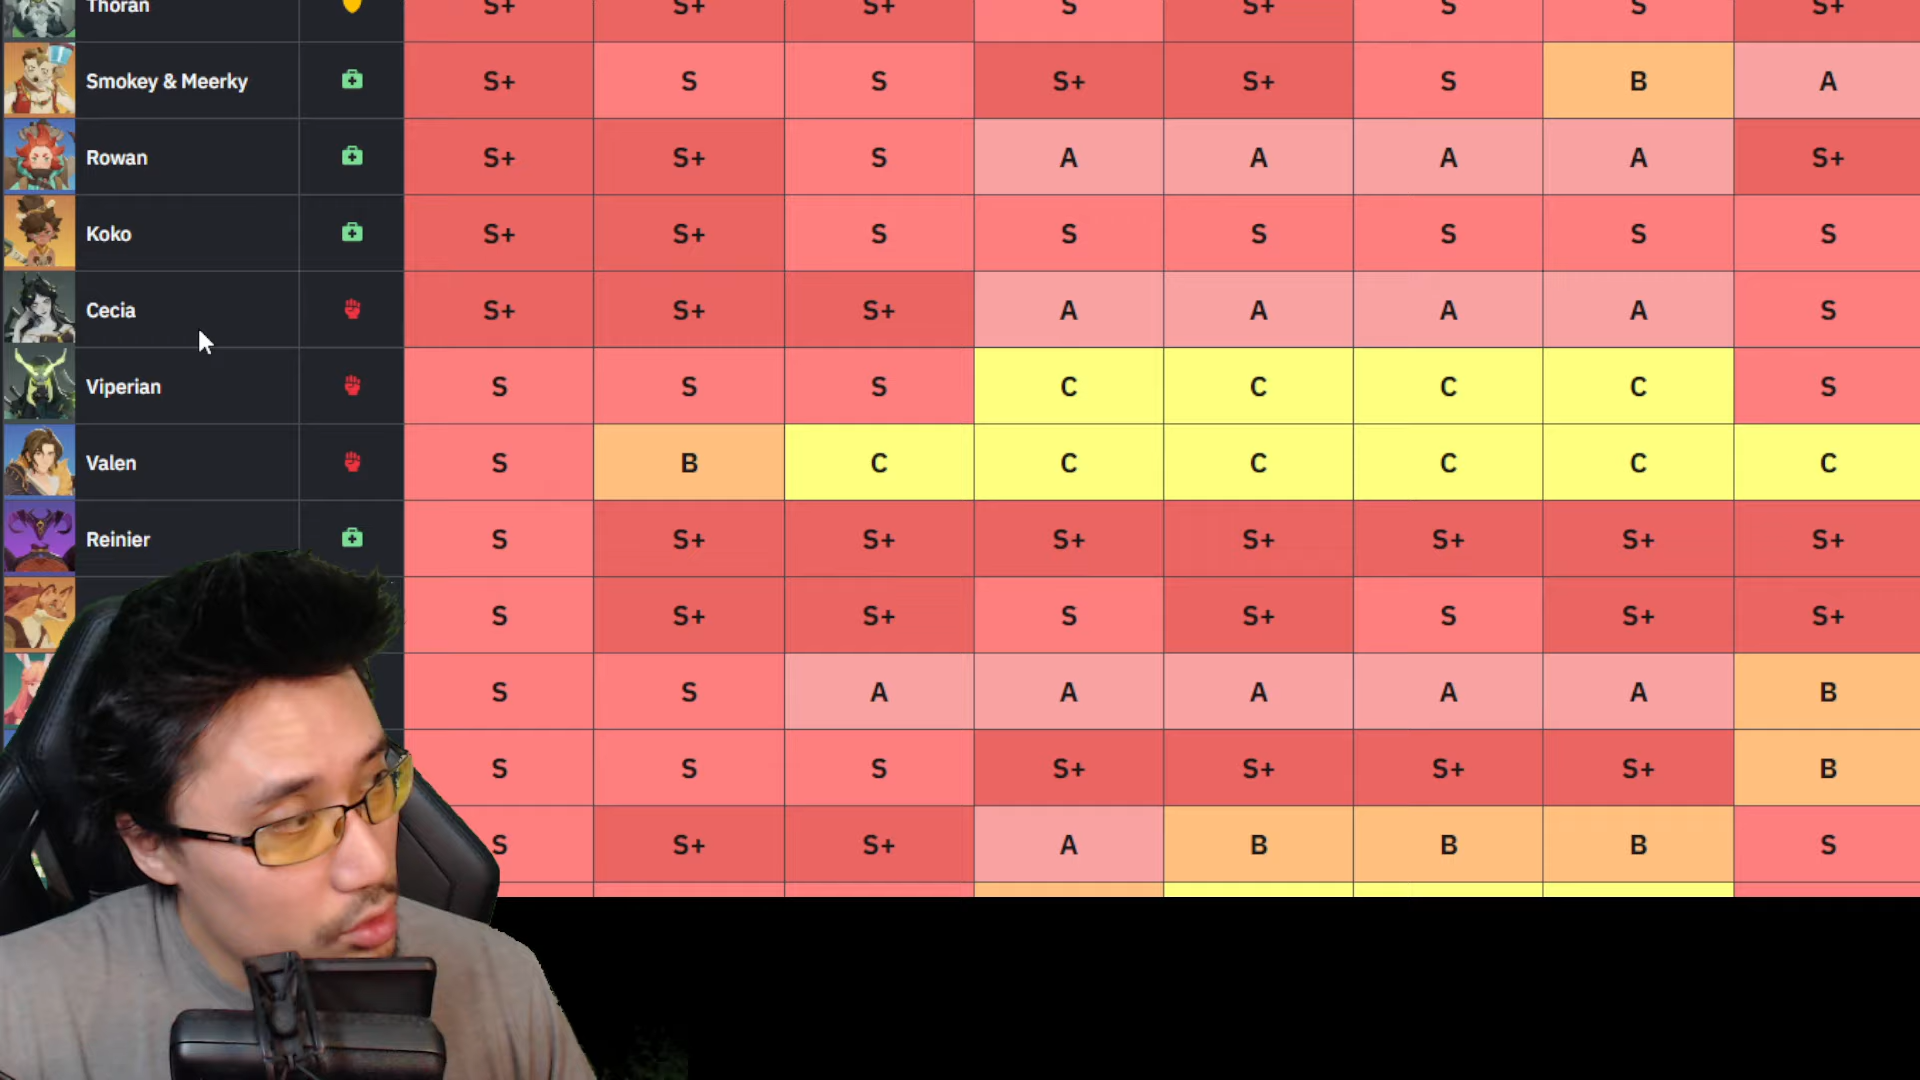 Thoran S+ S+ S+ S S+ S S S+
Smokey & Meerky S+ S S S+ S+ S B A
Rowan S+ S+ S A A A A S+
Koko S+ S+ S S S S S S
Cecia S+ S+ S+ A A A A S
Viperian S S S C C C C S
Valen S B C C C C C C
Reinier S S+ S+ S+ S+ S+ S+ S+
S S+ S+ S S+ S S+ S+
S S A A A A A B
S S S S+ S+ S+ S+ B
S S+ S+ A B B B S